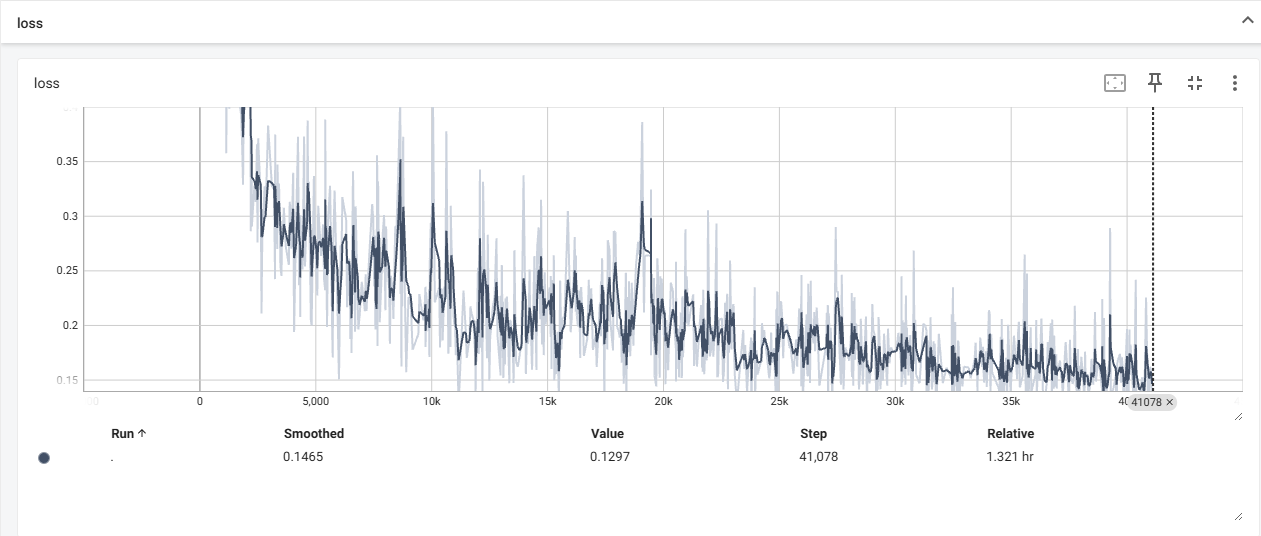 loss
loss
0.35
0.3
0.25
0.2
0.15
0 5,000 10k 15k 20k 25k 30k 35k 41078 ×
Run ↑ Smoothed Value Step Relative
. 0.1465 0.1297 41,078 1.321 hr